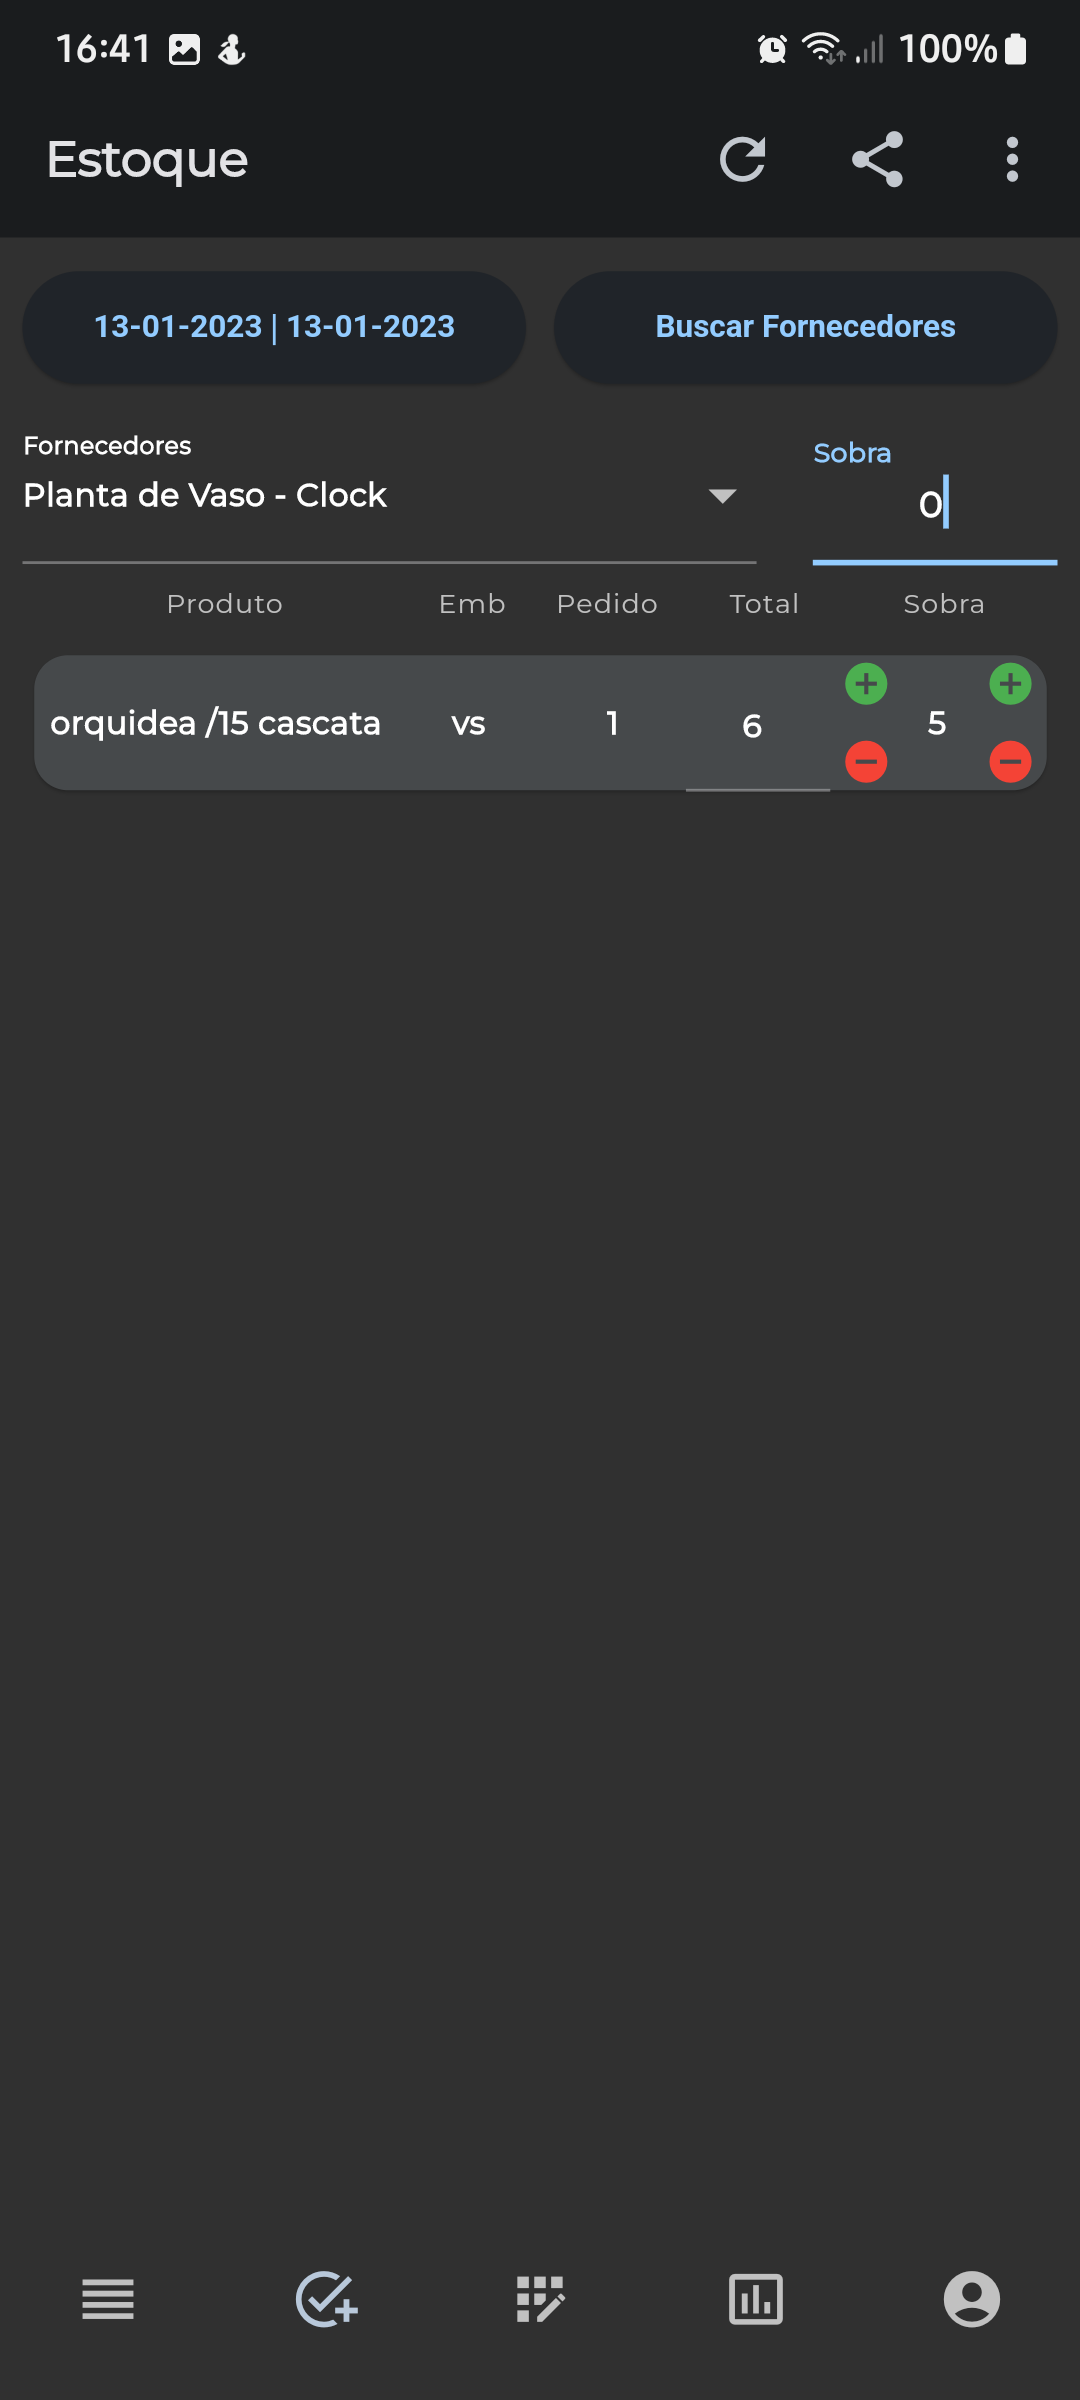 16:41 100%
Estoque
13-01-2023 | 13-01-2023 Buscar Fornecedores
Fornecedores Sobra
Planta de Vaso - Clock 0
Produto Emb Pedido Total Sobra
orquidea /15 cascata vs 1 6 5